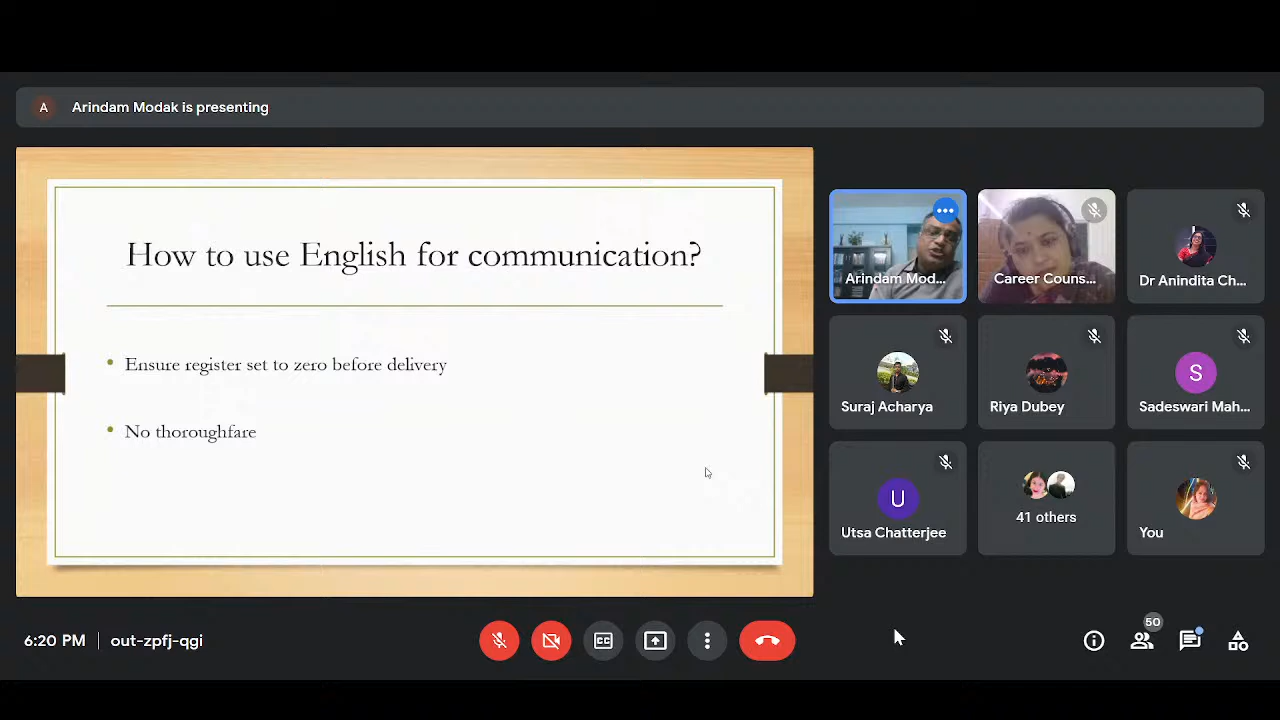 A Arindam Modak is presenting
How to use English for communication?
• Ensure register set to zero before delivery
• No thoroughfare
Arindam Mod...
Career Couns...
Dr Anindita Ch...
Suraj Acharya
Riya Dubey
S
Sadeswari Mah...
U
Utsa Chatterjee
41 others
You
6:20 PM | out-zpfj-qgi
CC
50